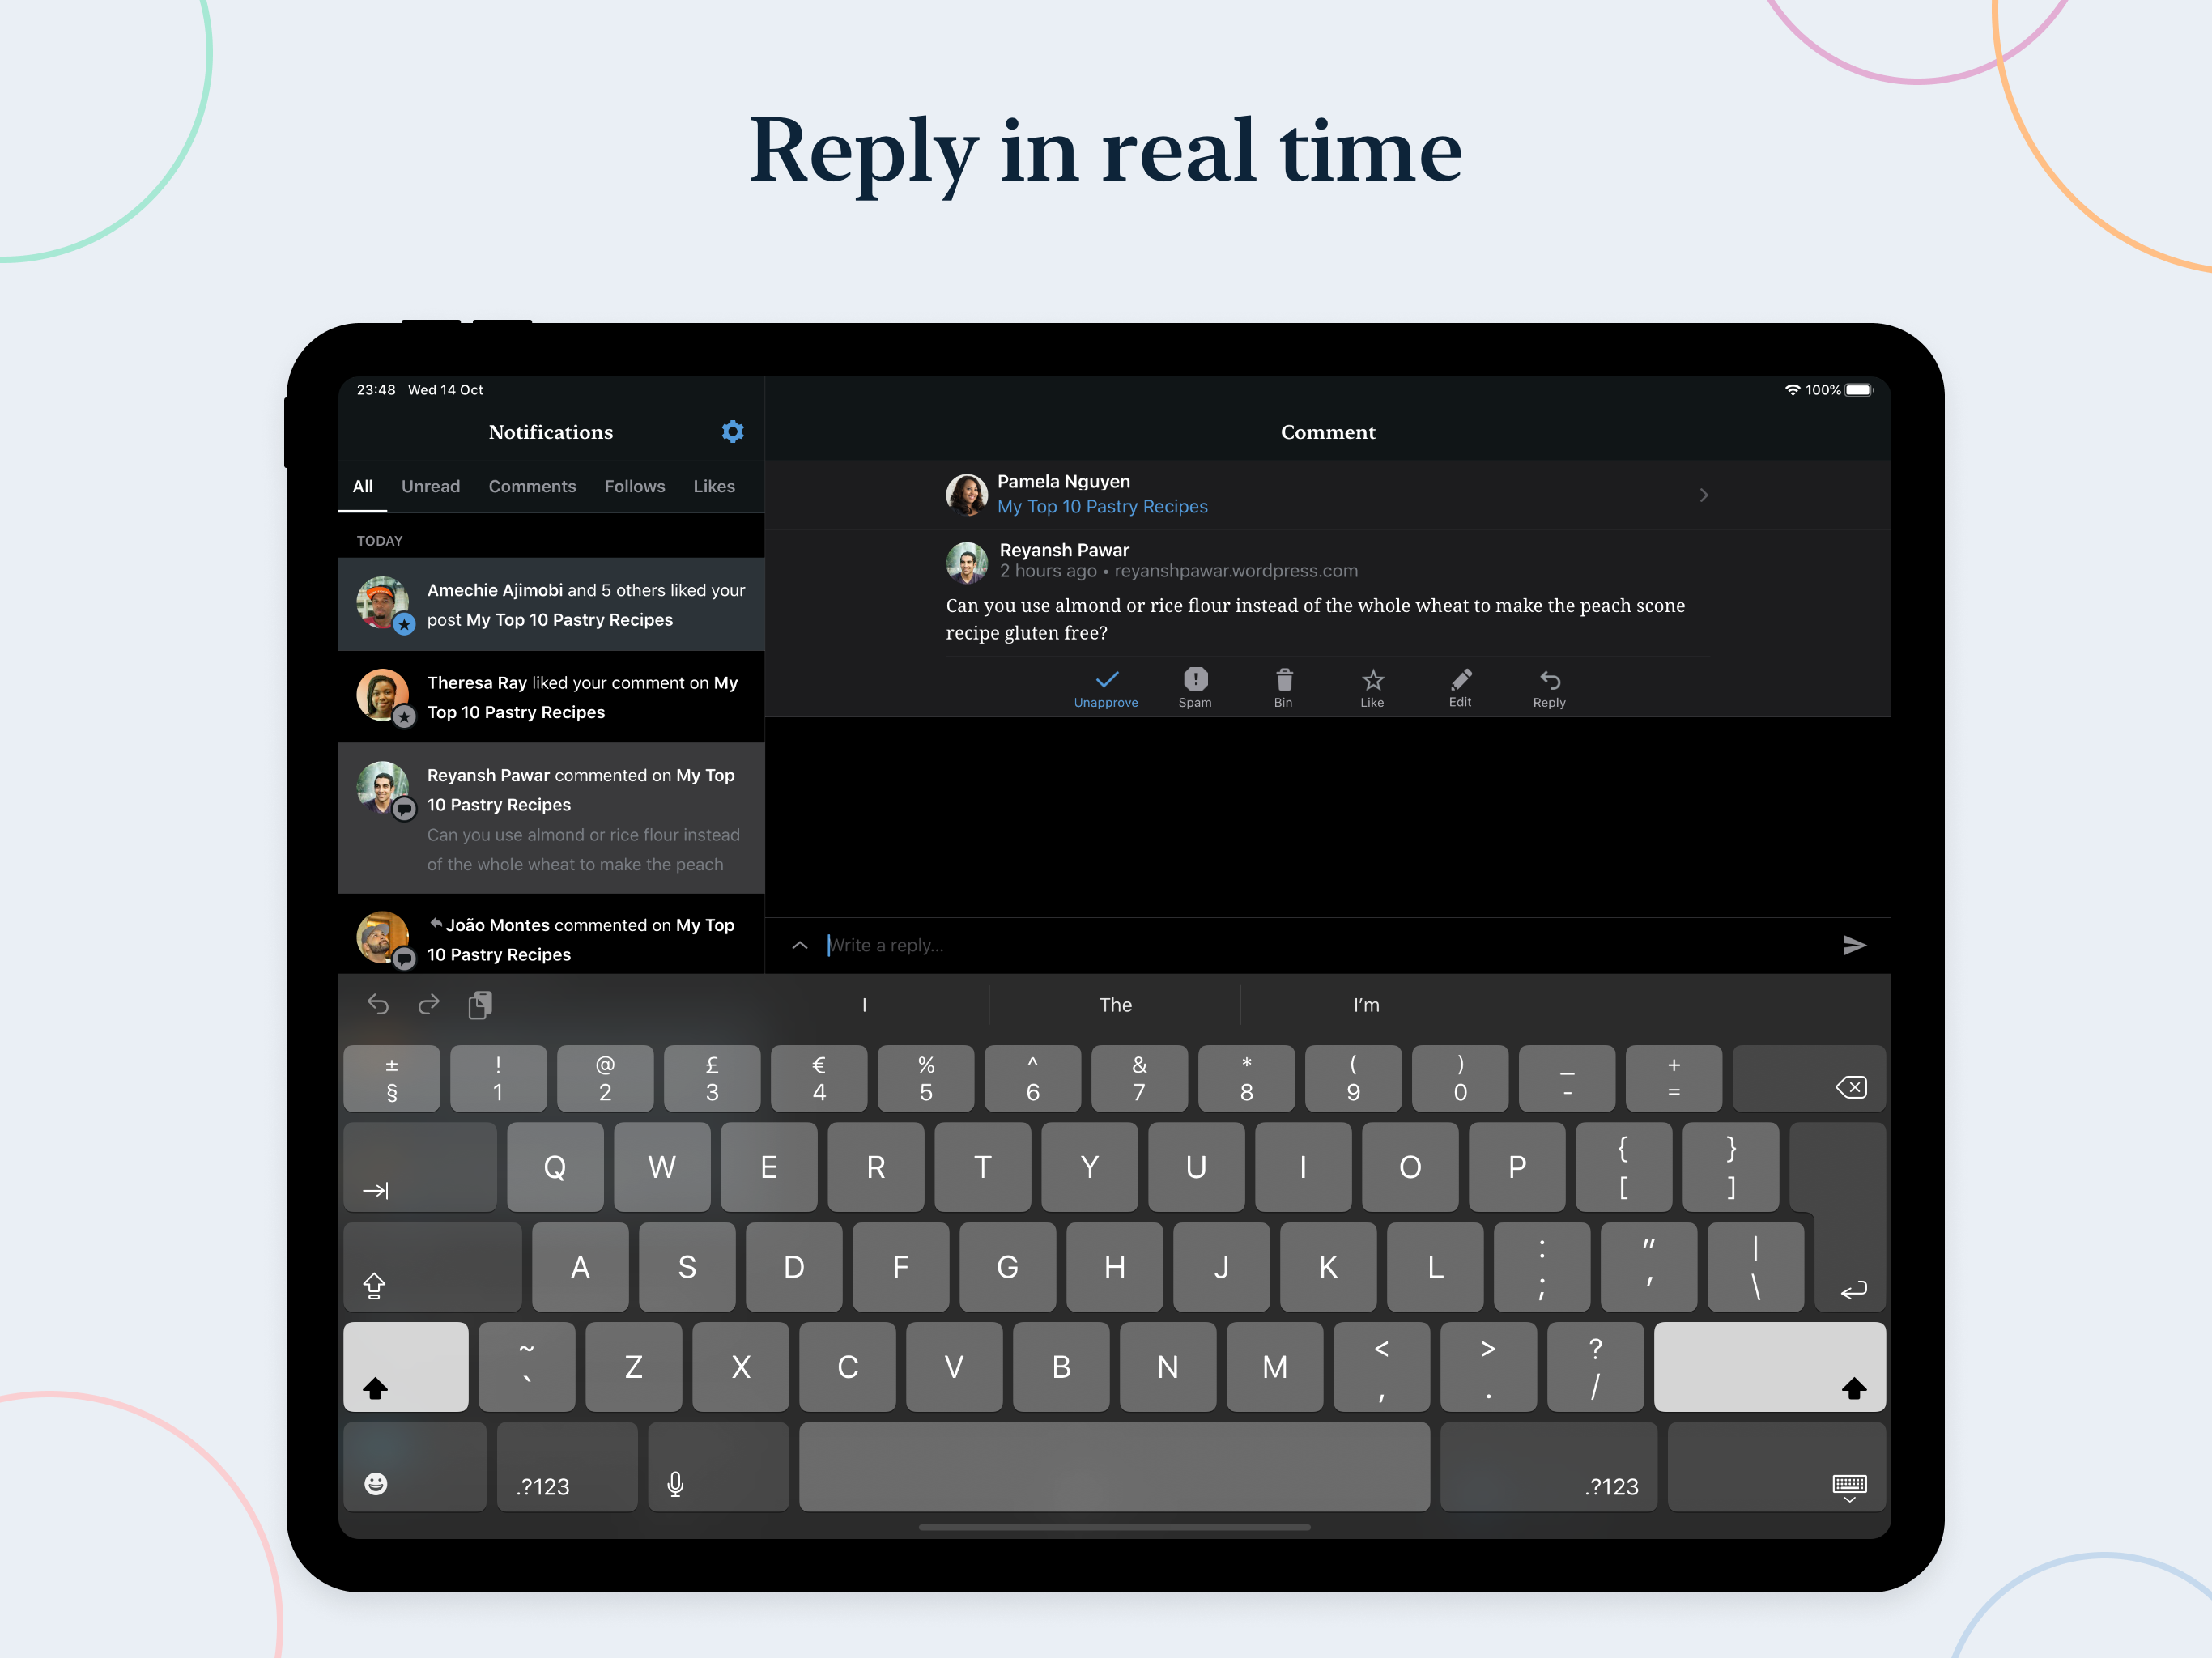 Reply in real time
23:48 Wed 14 Oct
100%
Notifications
Comment
All Unread Comments Follows Likes
TODAY
Amechie Ajimobi and 5 others liked your
post My Top 10 Pastry Recipes
Theresa Ray liked your comment on My
Top 10 Pastry Recipes
Reyansh Pawar commented on My Top
10 Pastry Recipes
Can you use almond or rice flour instead
of the whole wheat to make the peach
João Montes commented on My Top
10 Pastry Recipes
Pamela Nguyen
My Top 10 Pastry Recipes
Reyansh Pawar
2 hours ago • reyanshpawar.wordpress.com
Can you use almond or rice flour instead of the whole wheat to make the peach scone
recipe gluten free?
Unapprove Spam Bin Like Edit Reply
Write a reply...
I The I’m
± ! @ £ € % ^ & * ( ) _ +
§ 1 2 3 4 5 6 7 8 9 0 - =
Q W E R T Y U I O P { }
[ ]
A S D F G H J K L : " |
; ' \
~ Z X C V B N M < > ?
` , . /
.?123 .?123